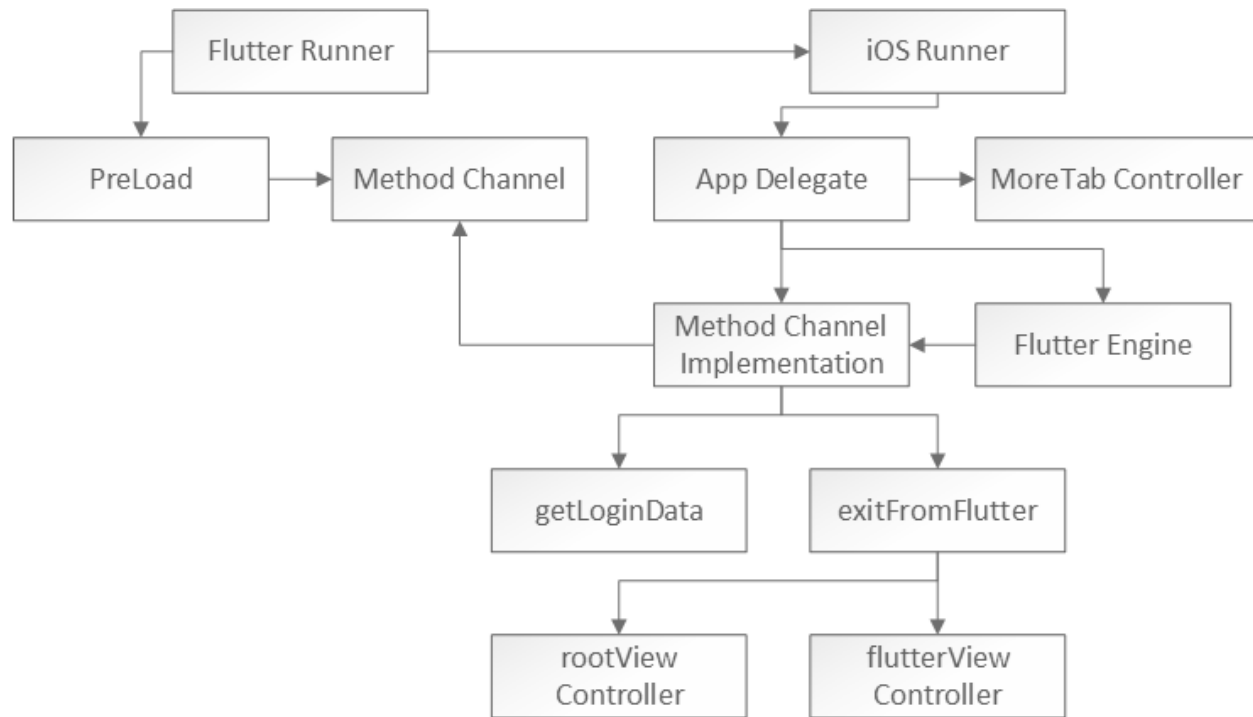 Flutter Runner
iOS Runner
PreLoad
Method Channel
App Delegate
MoreTab Controller
Method Channel
Implementation
Flutter Engine
getLoginData
exitFromFlutter
rootView
Controller
flutterView
Controller